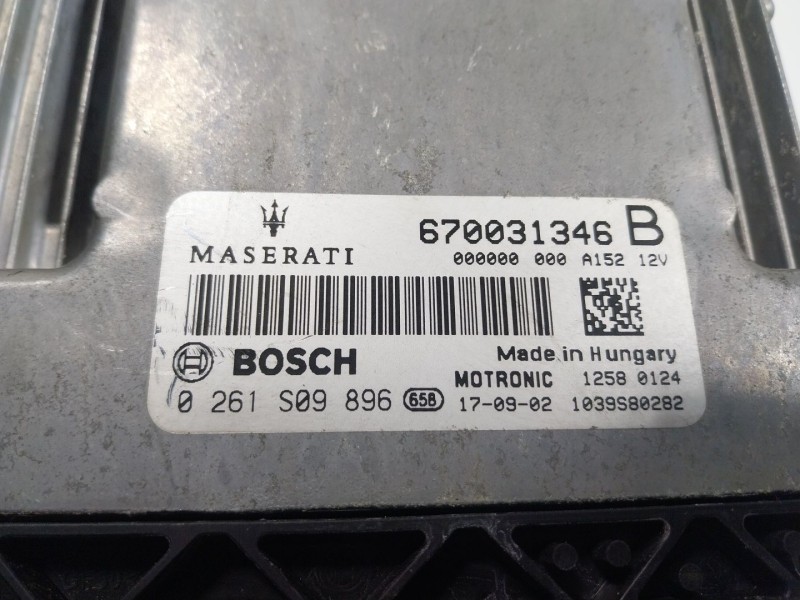 MASERATI
670031346 B
000000 000 A152 12V
BOSCH
Made in Hungary
MOTRONIC 1258 0124
0 261 S09 896 658 17-09-02 1039S80282